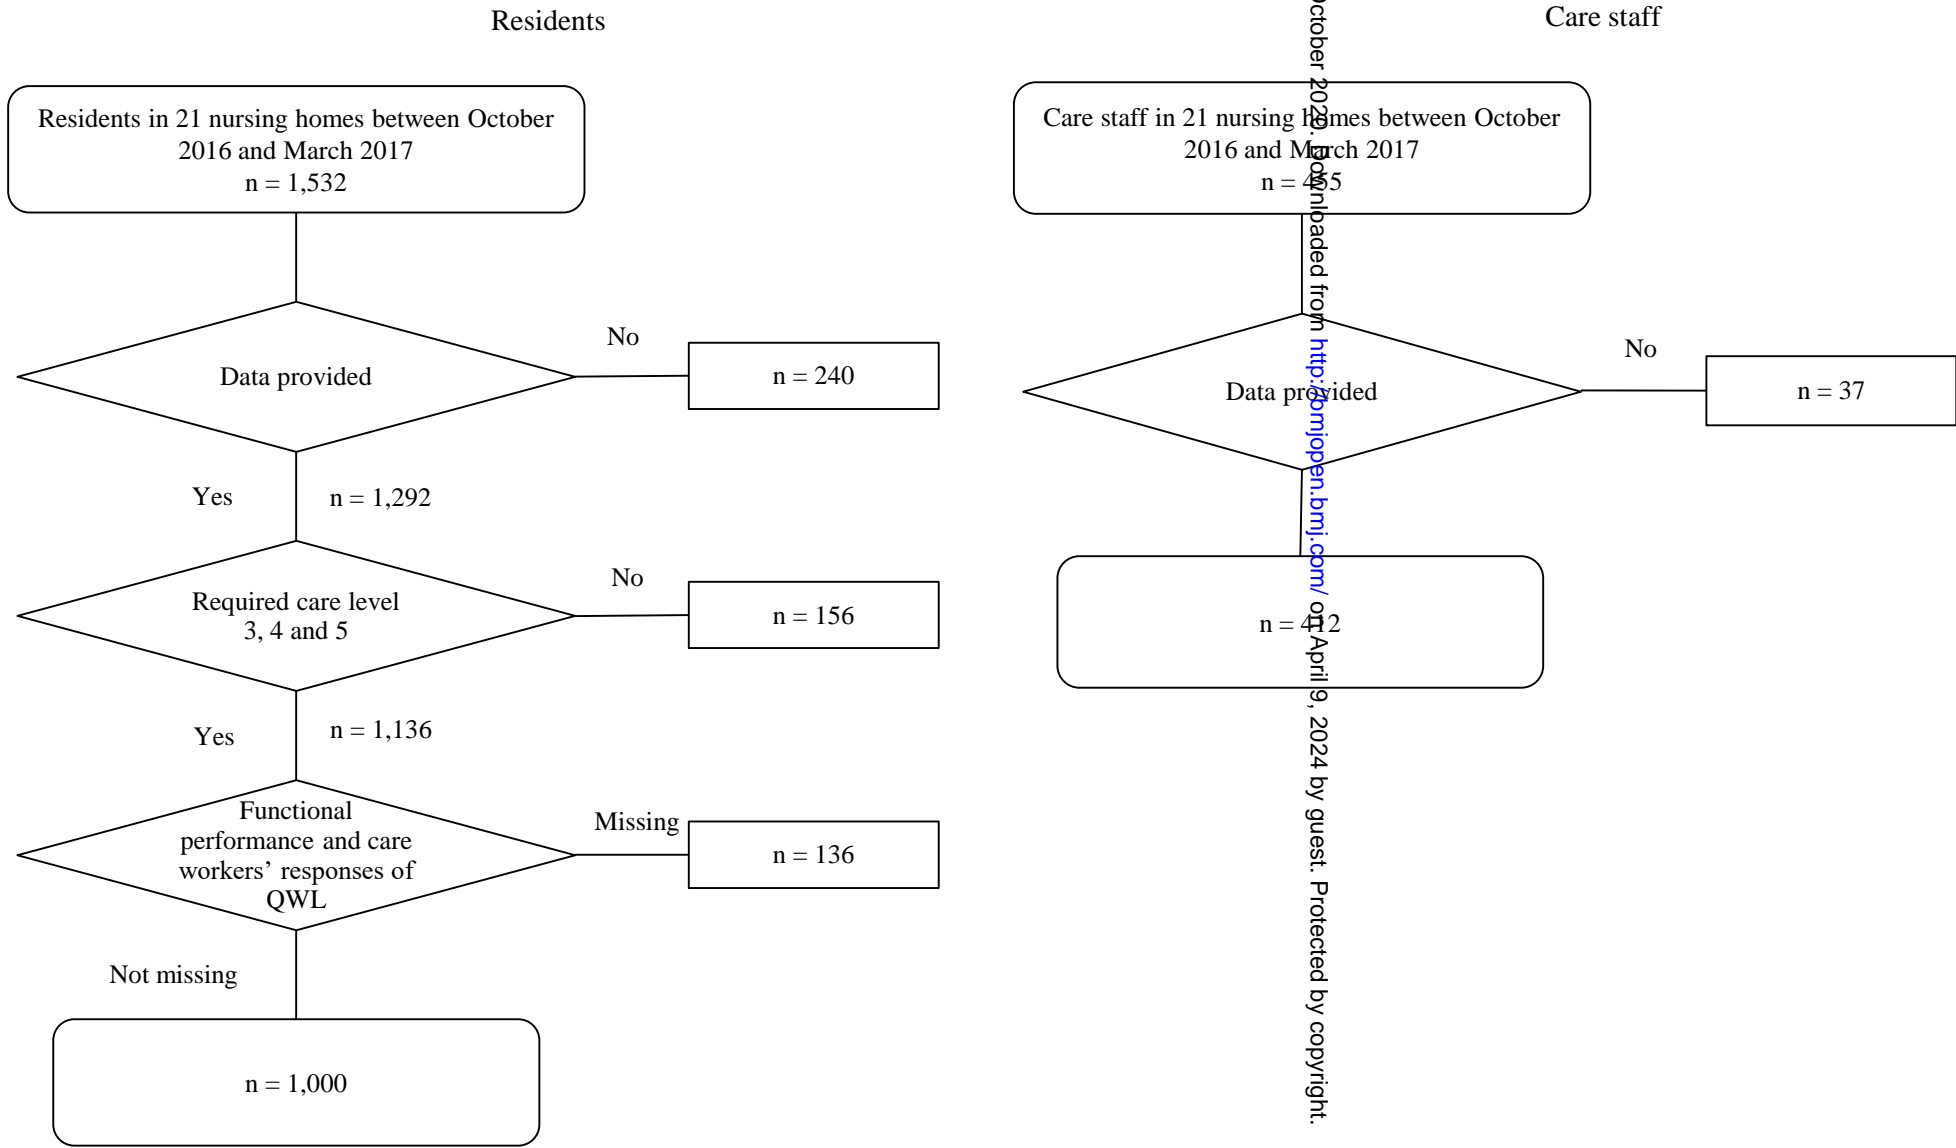 Residents
Residents in 21 nursing homes between October
2016 and March 2017
n = 1,532
Data provided
No
n = 240
Yes
n = 1,292
Required care level
3, 4 and 5
No
n = 156
Yes
n = 1,136
Functional
performance and care
workers’ responses of
QWL
Missing
n = 136
Not missing
n = 1,000
Care staff
Care staff in 21 nursing homes between October
2016 and March 2017
n = 455
Data provided
No
n = 37
n = 412
October 2020. Downloaded from http://bmjopen.bmj.com/ on April 9, 2024 by guest. Protected by copyright.